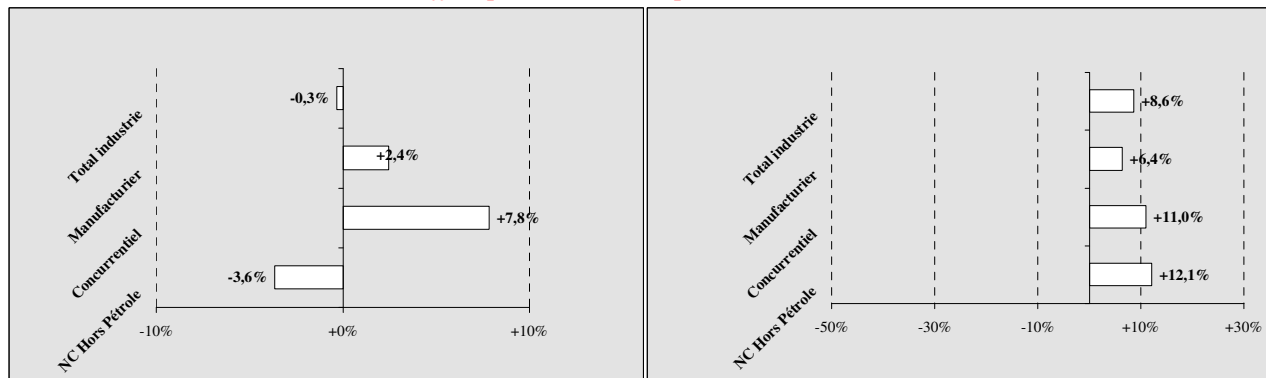 -0,3%
Total industrie
+2,4%
Manufacturier
+7,8%
Concurrentiel
-3,6%
NC Hors Pétrole
-10%
+0%
+10%
+8,6%
Total industrie
+6,4%
Manufacturier
+11,0%
Concurrentiel
+12,1%
NC Hors Pétrole
-50%
-30%
-10%
+10%
+30%